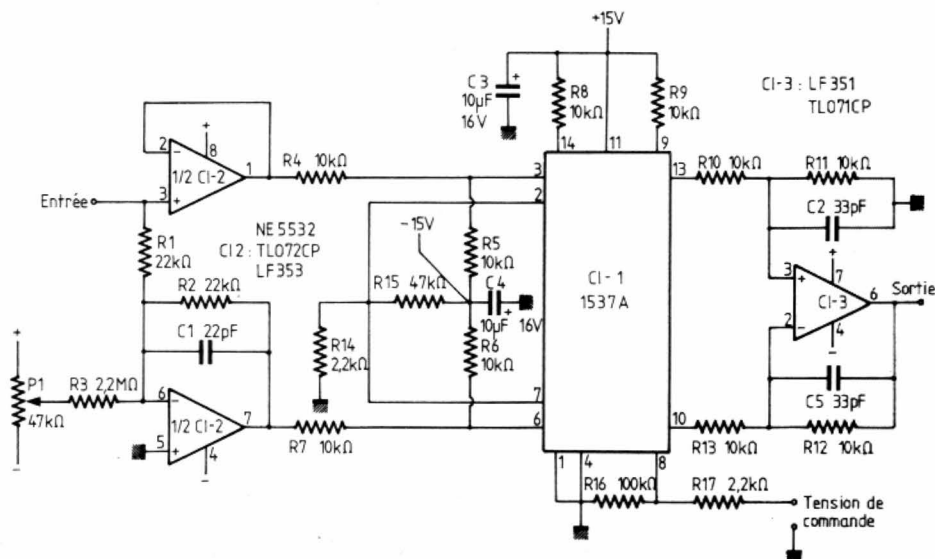 +15V
C3
10µF
16V
+
R8
10kΩ
R9
10kΩ
CI-3 : LF351
TL071CP
14
11
9
2
-
+
8
1/2 CI-2
1
3
+
R4 10kΩ
3
2
13
R10 10kΩ
R11 10kΩ
C2 33pF
Entrée
R1
22kΩ
NE5532
CI2: TL072CP
LF353
-15V
R5
10kΩ
R2 22kΩ
C1 22pF
R15 47kΩ
C4
10µF
+
16V
CI-1
1537A
+
3
+
7
CI-3
6
Sortie
2
-
4
-
R14
2,2kΩ
R6
10kΩ
C5 33pF
+
P1
47kΩ
-
R3 2,2MΩ
6
-
1/2 CI-2
7
5
+
4
-
R7 10kΩ
7
6
10
R13
10kΩ
R12
10kΩ
1
4
8
R16 100kΩ
R17 2,2kΩ
Tension de
commande